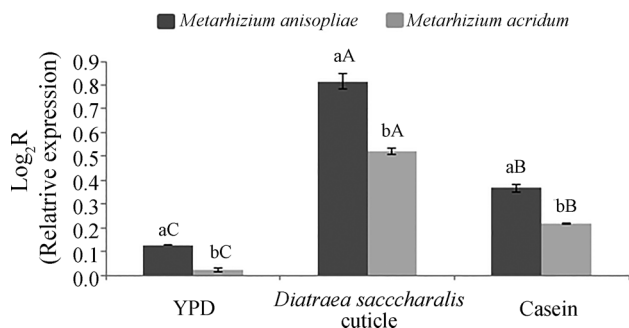 Metarhizium anisopliae
Metarhizium acridum
Log2R
(Relatrive expression)
0.9
0.8
0.7
0.6
0.5
0.4
0.3
0.2
0.1
0.0
aC
bC
aA
bA
aB
bB
YPD
Diatraea sacccharalis
cuticle
Casein